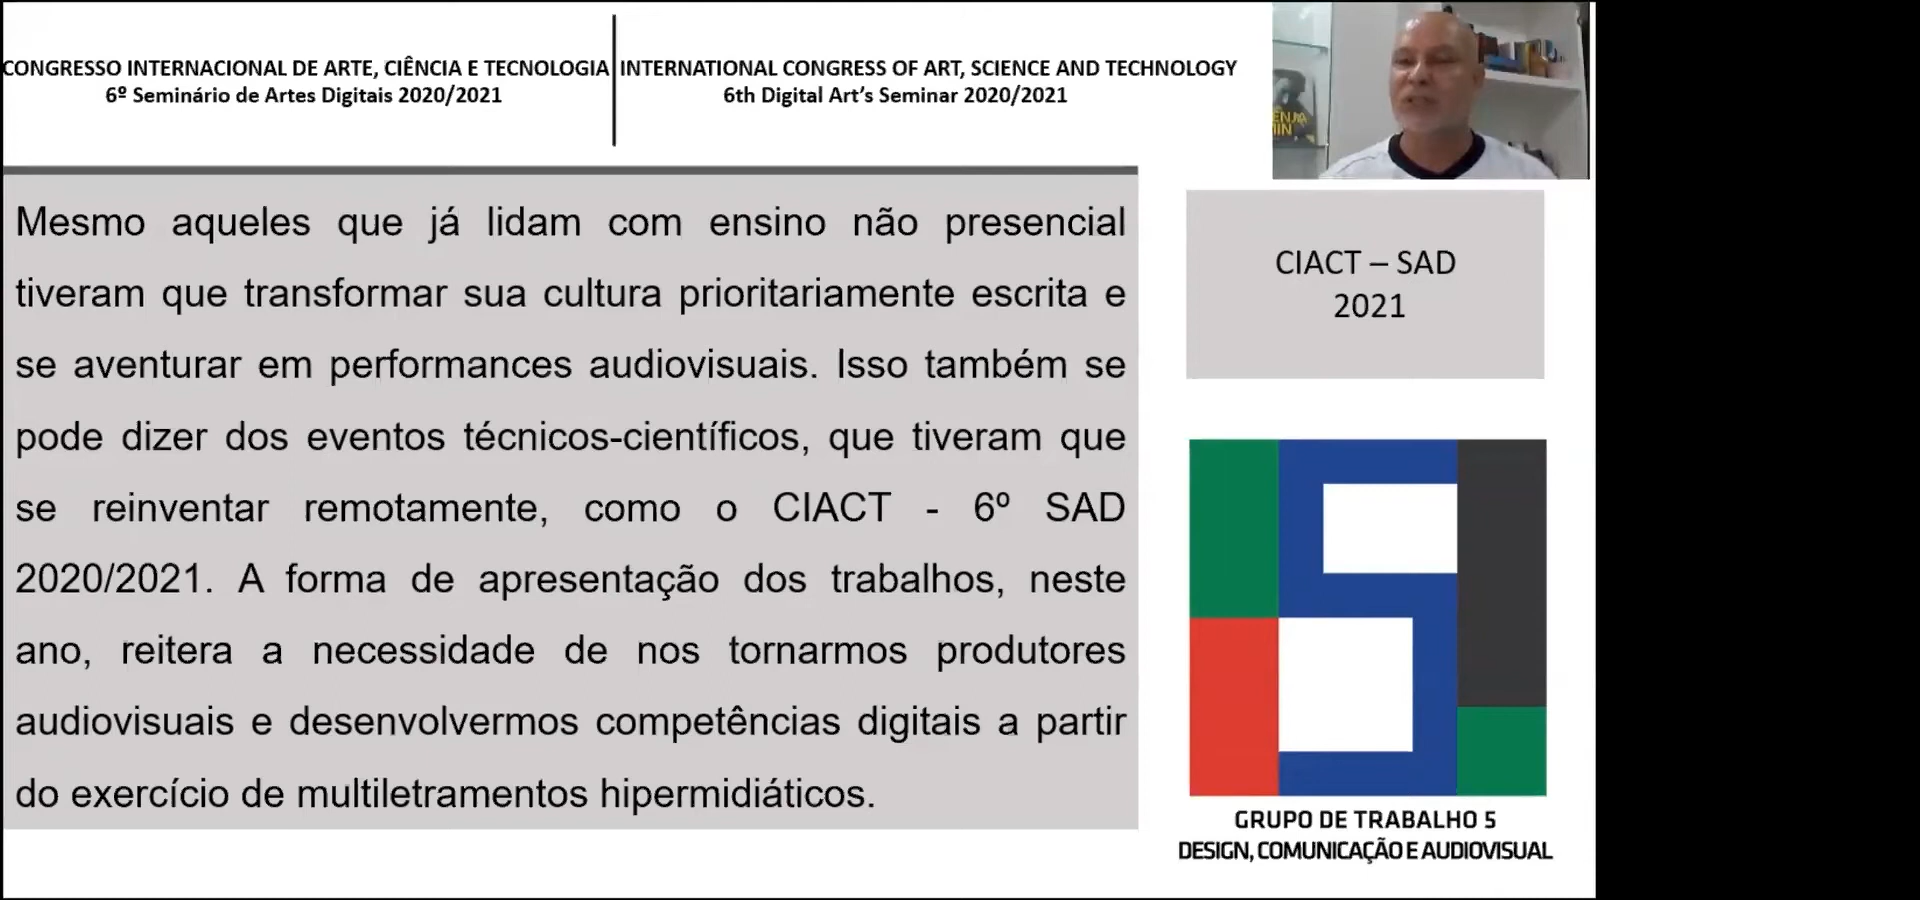 CONGRESSO INTERNACIONAL DE ARTE, CIÊNCIA E TECNOLOGIA
6º Seminário de Artes Digitais 2020/2021
INTERNATIONAL CONGRESS OF ART, SCIENCE AND TECHNOLOGY
6th Digital Art's Seminar 2020/2021
Mesmo aqueles que já lidam com ensino não presencial
tiveram que transformar sua cultura prioritariamente escrita e
se aventurar em performances audiovisuais. Isso também se
pode dizer dos eventos técnicos-científicos, que tiveram que
se reinventar remotamente, como o CIACT - 6º SAD
2020/2021. A forma de apresentação dos trabalhos, neste
ano, reitera a necessidade de nos tornarmos produtores
audiovisuais e desenvolvermos competências digitais a partir
do exercício de multiletramentos hipermidiáticos.
CIACT – SAD
2021
GRUPO DE TRABALHO 5
DESIGN, COMUNICAÇÃO E AUDIOVISUAL